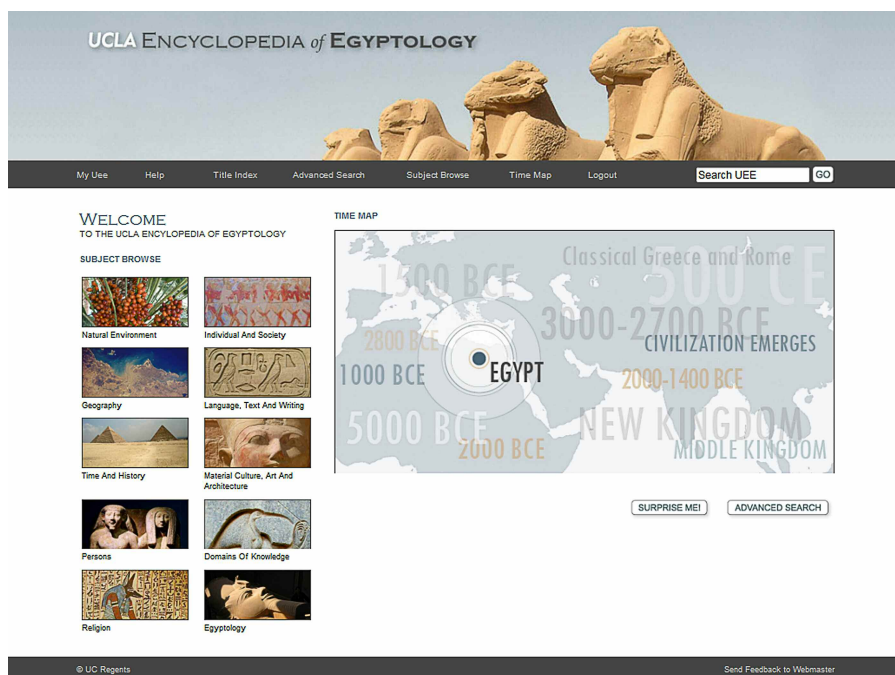 UCLA ENCYCLOPEDIA of EGYPTOLOGY
My Uee Help Title Index Advanced Search Subject Browse Time Map Logout Search UEE GO
WELCOME
TO THE UCLA ENCYLOPEDIA OF EGYPTOLOGY
SUBJECT BROWSE
Natural Environment Individual And Society
Geography Language, Text And Writing
Time And History Material Culture, Art And
Architecture
Persons Domains Of Knowledge
Religion Egyptology
TIME MAP
Classical Greece and Rome
1500 BCE 500 CE
3000-2700 BCE
2800 BCE CIVILIZATION EMERGES
1000 BCE EGYPT 2000-1400 BCE
5000 BCE NEW KINGDOM
2000 BCE MIDDLE KINGDOM
SURPRISE ME! ADVANCED SEARCH
© UC Regents Send Feedback to Webmaster